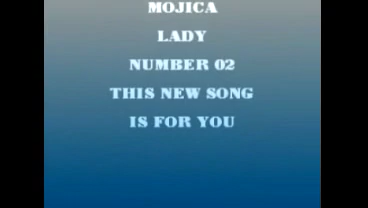 MOJICA
LADY
NUMBER 02
THIS NEW SONG
IS FOR YOU